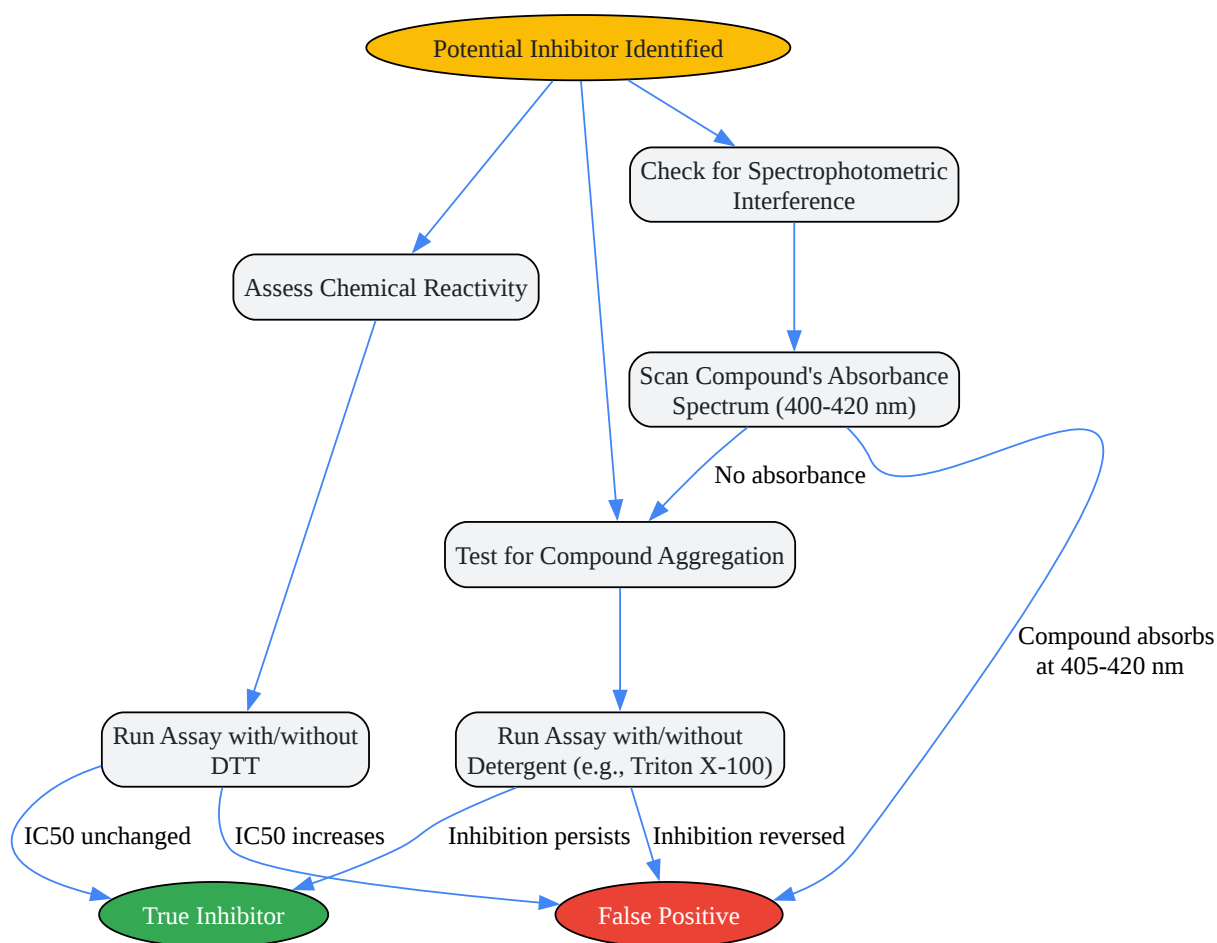 Potential Inhibitor Identified
Check for Spectrophotometric
Interference
Assess Chemical Reactivity
Scan Compound's Absorbance
Spectrum (400-420 nm)
No absorbance
Test for Compound Aggregation
Compound absorbs
at 405-420 nm
Run Assay with/without
DTT
Run Assay with/without
Detergent (e.g., Triton X-100)
IC50 unchanged
IC50 increases
Inhibition persists
Inhibition reversed
True Inhibitor
False Positive